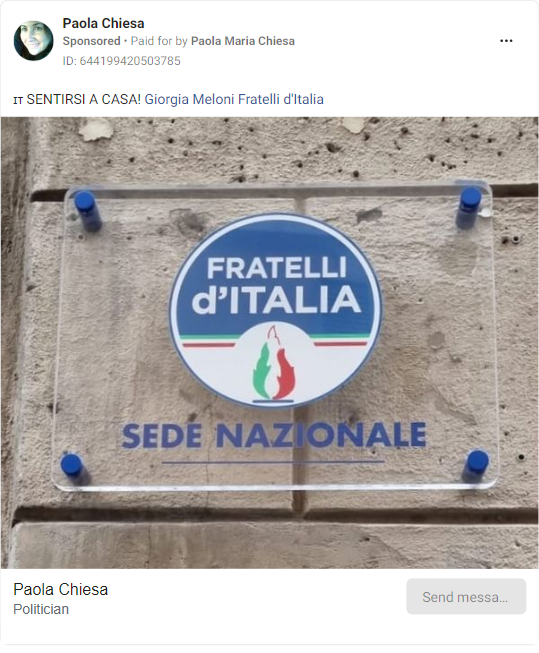 Paola Chiesa
Sponsored • Paid for by Paola Maria Chiesa
ID: 644199420503785
IT SENTIRSI A CASA! Giorgia Meloni Fratelli d'Italia
FRATELLI
d'ITALIA
SEDE NAZIONALE
Paola Chiesa
Politician
Send messa...